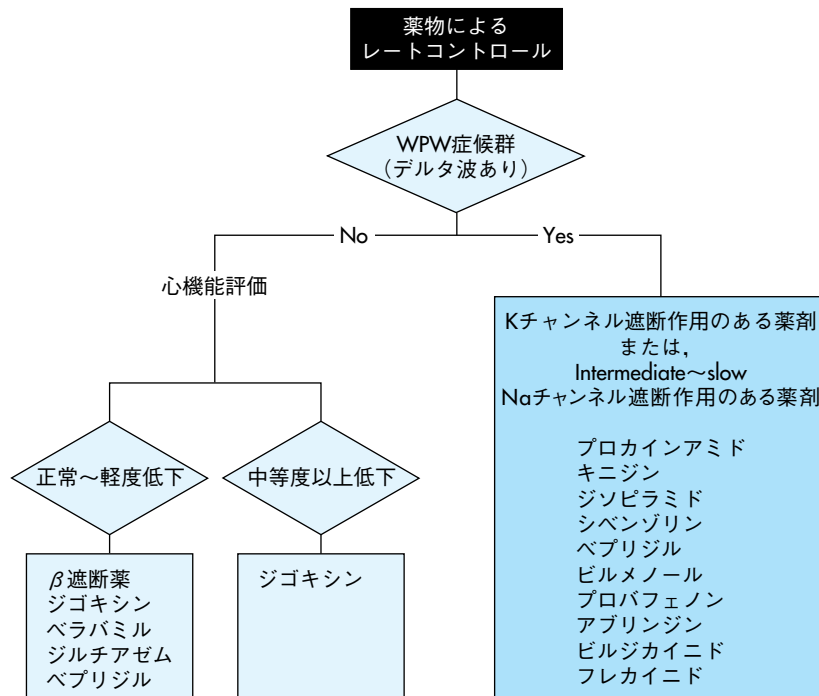 薬物による
レートコントロール
WPW症候群
（デルタ波あり）
No
Yes
心機能評価
正常～軽度低下
中等度以上低下
β遮断薬
ジゴキシン
ベラパミル
ジルチアゼム
ベプリジル
ジゴキシン
Kチャンネル遮断作用のある薬剤
または，
Intermediate～slow
Naチャンネル遮断作用のある薬剤
プロカインアミド
キニジン
ジソピラミド
シベンゾリン
ベプリジル
ピルメノール
プロパフェノン
アプリンジン
ピルジカイニド
フレカイニド